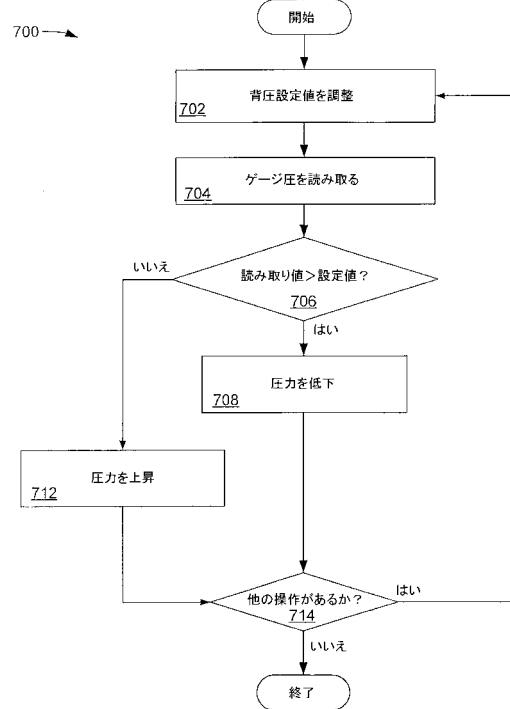 700
開始
背圧設定値を調整
702
ゲージ圧を読み取る
704
いいえ
読み取り値>設定値?
706
はい
圧力を低下
708
圧力を上昇
712
他の操作があるか?
714
はい
いいえ
終了